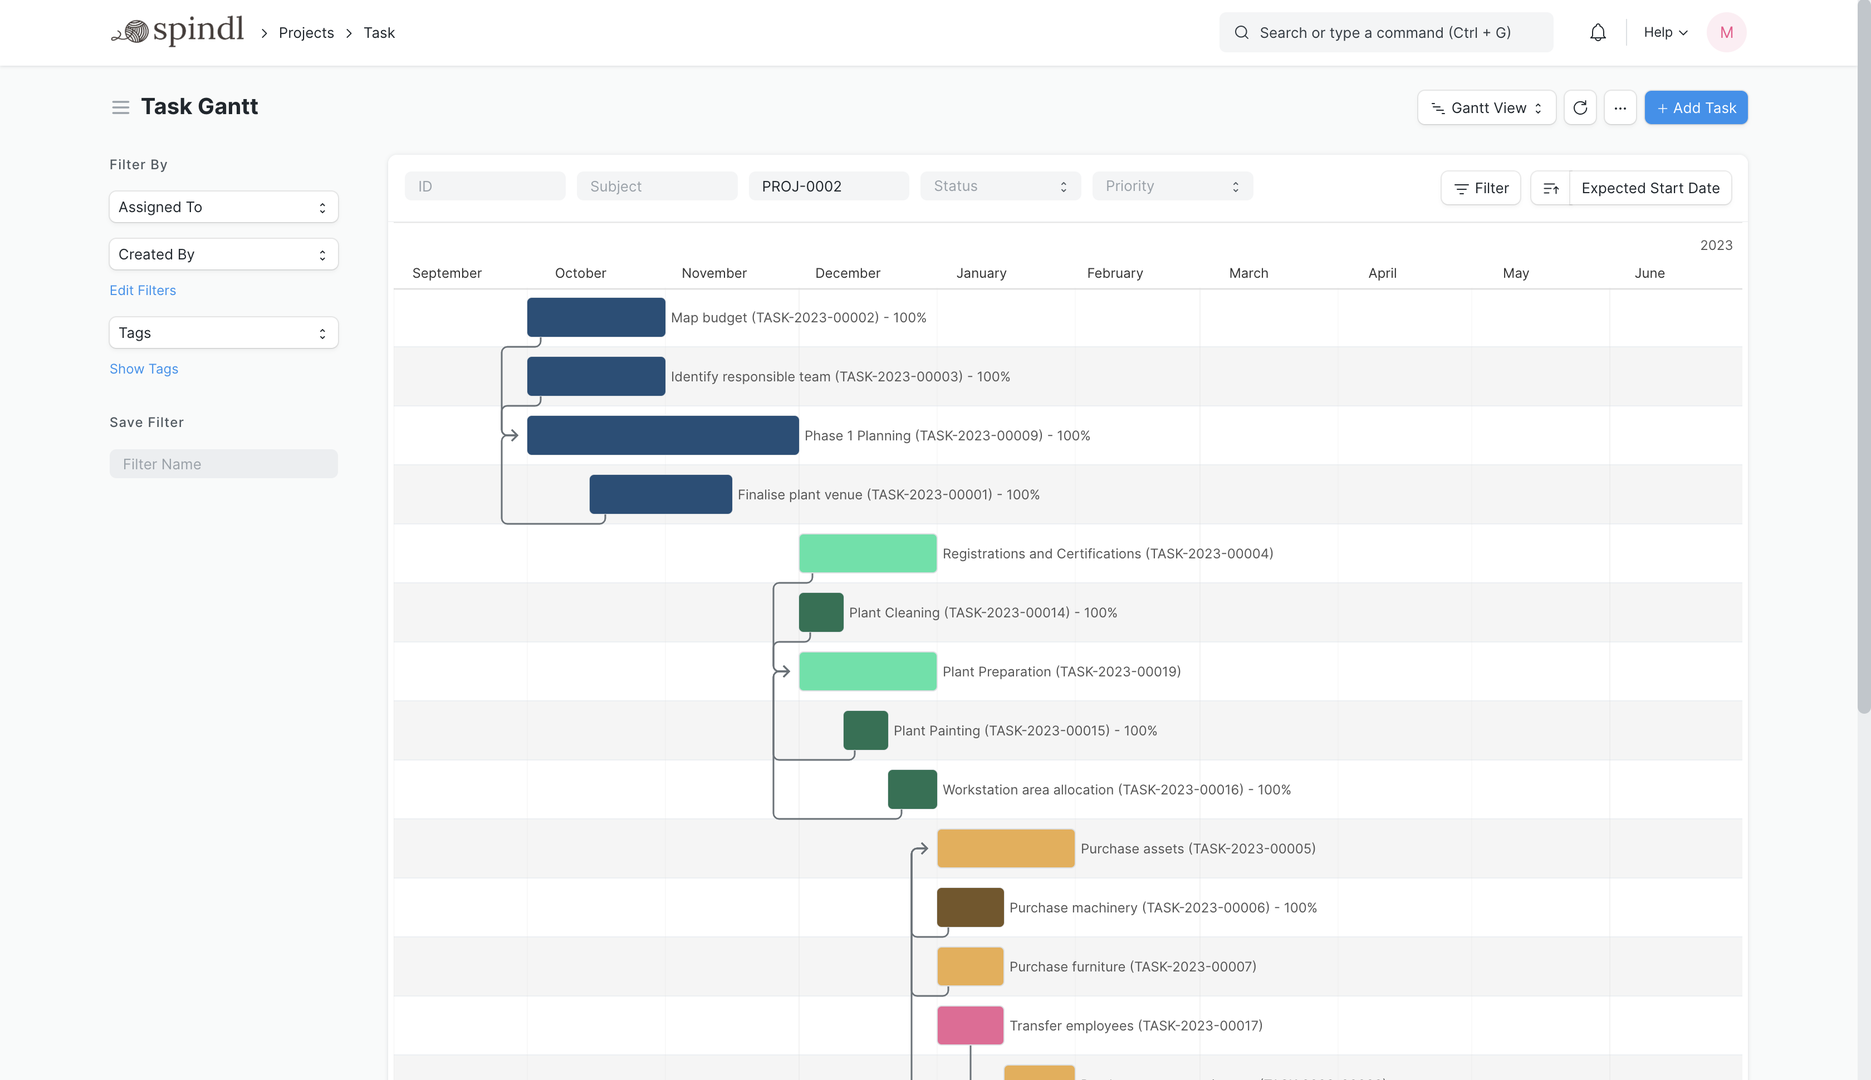 spindl
Projects
Task
Search or type a command (Ctrl + G)
Help
M
Task Gantt
Gantt View
...
+ Add Task
Filter By
Assigned To
Created By
Edit Filters
Tags
Show Tags
Save Filter
Filter Name
ID
Subject
PROJ-0002
Status
Priority
Filter
Expected Start Date
2023
September
October
November
December
January
February
March
April
May
June
Map budget (TASK-2023-00002) - 100%
Identify responsible team (TASK-2023-00003) - 100%
Phase 1 Planning (TASK-2023-00009) - 100%
Finalise plant venue (TASK-2023-00001) - 100%
Registrations and Certifications (TASK-2023-00004)
Plant Cleaning (TASK-2023-00014) - 100%
Plant Preparation (TASK-2023-00019)
Plant Painting (TASK-2023-00015) - 100%
Workstation area allocation (TASK-2023-00016) - 100%
Purchase assets (TASK-2023-00005)
Purchase machinery (TASK-2023-00006) - 100%
Purchase furniture (TASK-2023-00007)
Transfer employees (TASK-2023-00017)